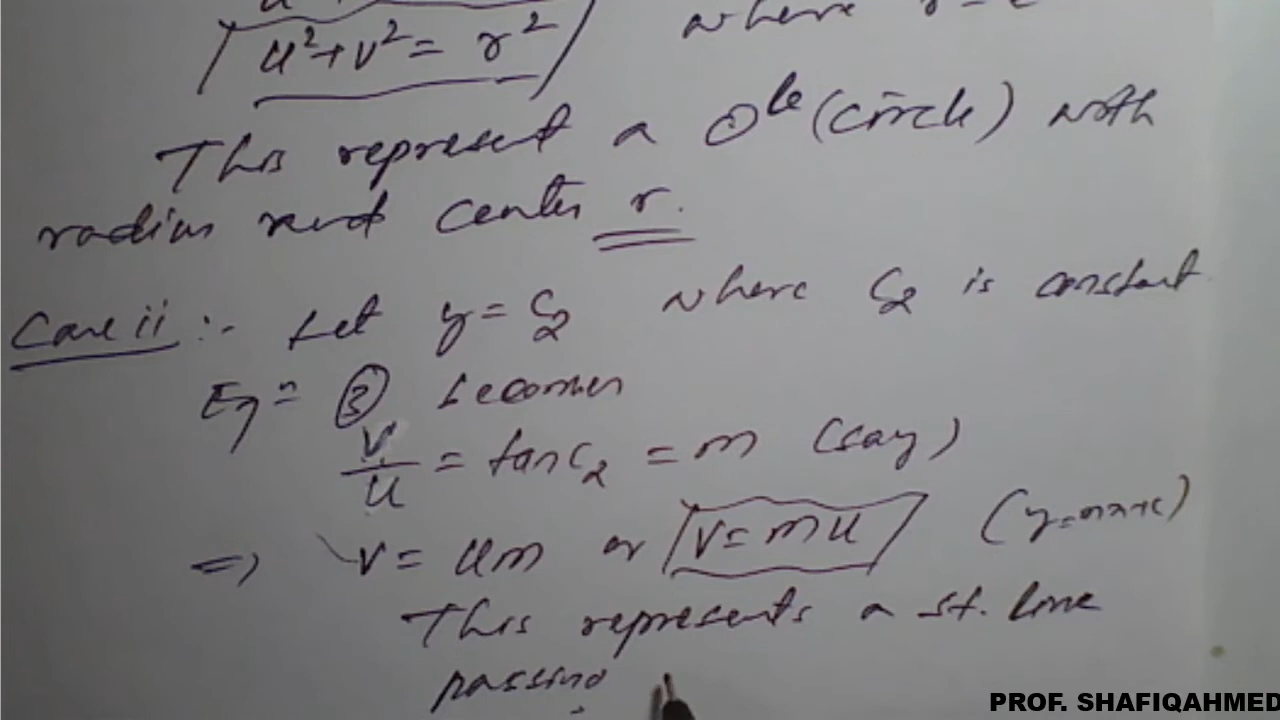 u²+v² = r² where
This represent a ⊙le (circle) with
radius and center r.
Case ii :- Let y = C₂ where C₂ is constant
Eqⁿ ③ becomes
v/u = tan C₂ = m (say)
⇒ v = um or v = mu (y=mx+c)
This represents a st. line
passing
PROF. SHAFIQAHMED